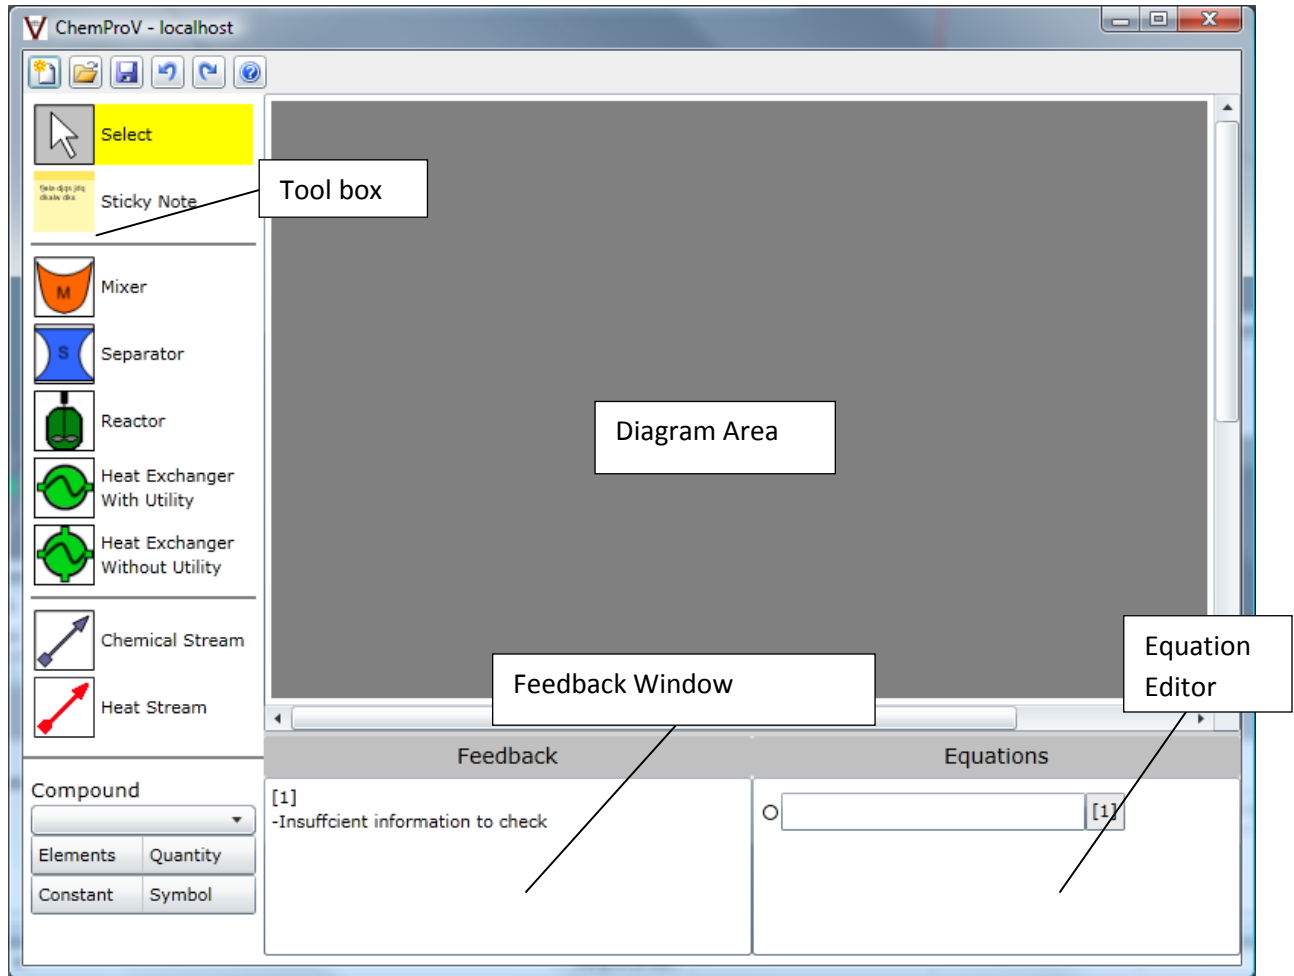 ChemProV - localhost
Select
Sticky Note
Tool box
Mixer
M
Separator
S
Reactor
Diagram Area
Heat Exchanger
With Utility
Heat Exchanger
Without Utility
Chemical Stream
Heat Stream
Feedback Window
Equation
Editor
Feedback
Equations
Compound
Elements
Quantity
Constant
Symbol
[1]
-Insuffcient information to check
[1]